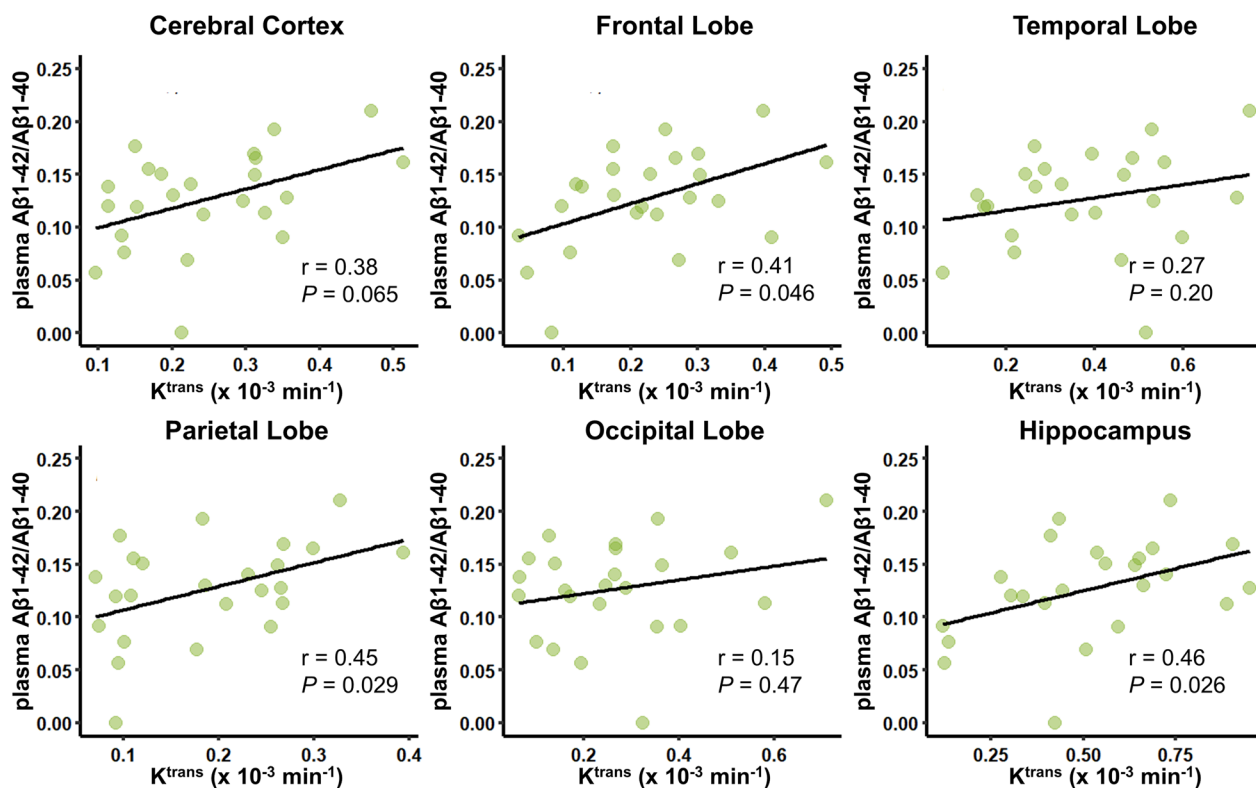 Cerebral Cortex
plasma Aβ1-42/Aβ1-40
0.25
0.20
0.15
0.10
0.05
0.00
r = 0.38
P = 0.065
0.1 0.2 0.3 0.4 0.5
Kᵗʳᵃⁿˢ (x 10⁻³ min⁻¹)
Frontal Lobe
plasma Aβ1-42/Aβ1-40
0.25
0.20
0.15
0.10
0.05
0.00
r = 0.41
P = 0.046
0.1 0.2 0.3 0.4 0.5
Kᵗʳᵃⁿˢ (x 10⁻³ min⁻¹)
Temporal Lobe
plasma Aβ1-42/Aβ1-40
0.25
0.20
0.15
0.10
0.05
0.00
r = 0.27
P = 0.20
0.2 0.4 0.6
Kᵗʳᵃⁿˢ (x 10⁻³ min⁻¹)
Parietal Lobe
plasma Aβ1-42/Aβ1-40
0.25
0.20
0.15
0.10
0.05
0.00
r = 0.45
P = 0.029
0.1 0.2 0.3 0.4
Kᵗʳᵃⁿˢ (x 10⁻³ min⁻¹)
Occipital Lobe
plasma Aβ1-42/Aβ1-40
0.25
0.20
0.15
0.10
0.05
0.00
r = 0.15
P = 0.47
0.2 0.4 0.6
Kᵗʳᵃⁿˢ (x 10⁻³ min⁻¹)
Hippocampus
plasma Aβ1-42/Aβ1-40
0.25
0.20
0.15
0.10
0.05
0.00
r = 0.46
P = 0.026
0.25 0.50 0.75
Kᵗʳᵃⁿˢ (x 10⁻³ min⁻¹)